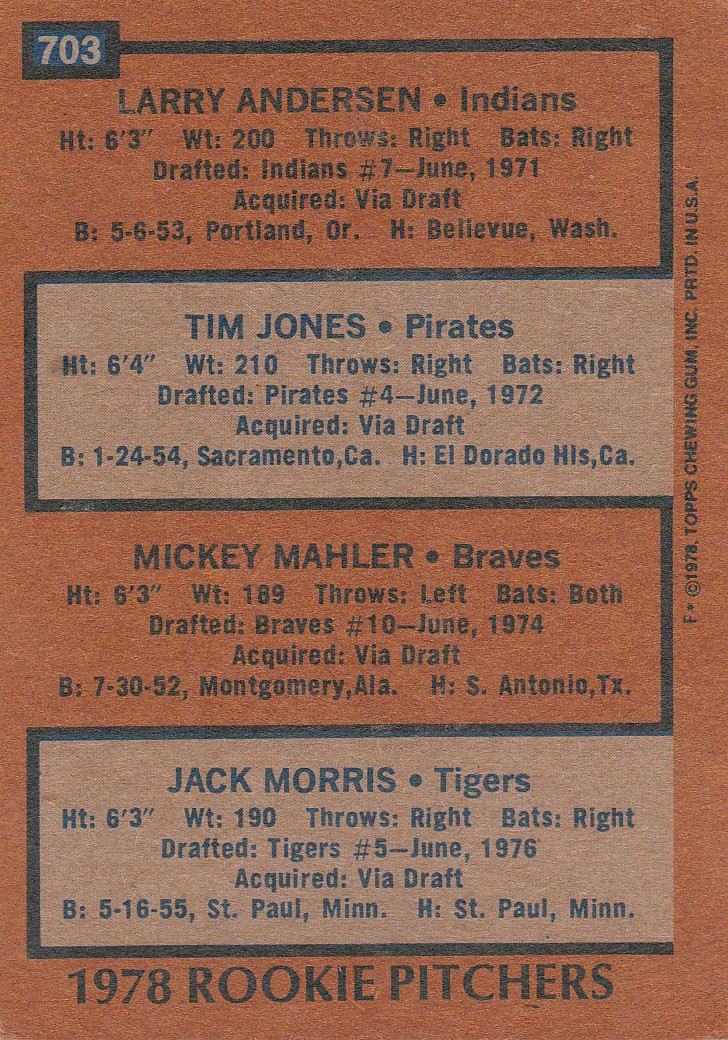 703
LARRY ANDERSEN • Indians
Ht: 6'3" Wt: 200 Throws: Right Bats: Right
Drafted: Indians #7—June, 1971
Acquired: Via Draft
B: 5-6-53, Portland, Or. H: Bellevue, Wash.
TIM JONES • Pirates
Ht: 6'4" Wt: 210 Throws: Right Bats: Right
Drafted: Pirates #4—June, 1972
Acquired: Via Draft
B: 1-24-54, Sacramento,Ca. H: El Dorado Hls,Ca.
MICKEY MAHLER • Braves
Ht: 6'3" Wt: 189 Throws: Left Bats: Both
Drafted: Braves #10—June, 1974
Acquired: Via Draft
B: 7-30-52, Montgomery,Ala. H: S. Antonio,Tx.
JACK MORRIS • Tigers
Ht: 6'3" Wt: 190 Throws: Right Bats: Right
Drafted: Tigers #5—June, 1976
Acquired: Via Draft
B: 5-16-55, St. Paul, Minn. H: St. Paul, Minn.
1978 ROOKIE PITCHERS
F* ©1978. TOPPS CHEWING GUM, INC. PRTD. IN U.S.A.